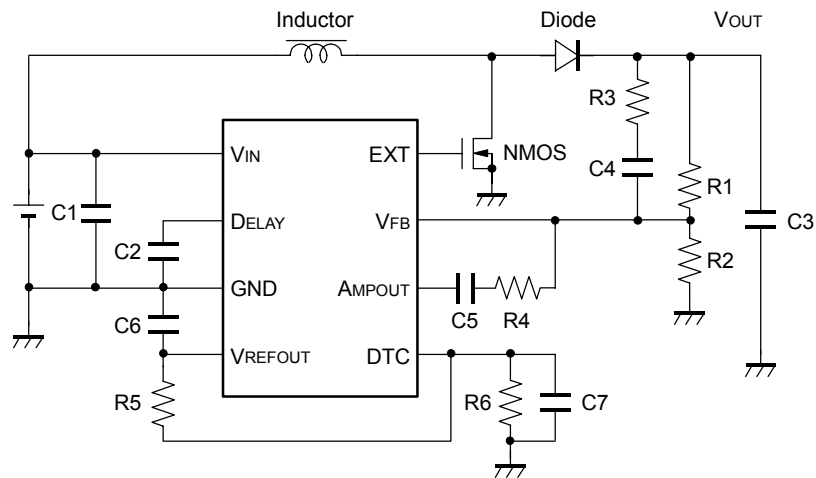 Inductor
Diode
VOUT
R3
VIN
EXT
NMOS
C4
R1
C1
DELAY
VFB
C3
C2
R2
GND
AMPOUT
C6
C5
R4
VREFOUT
DTC
R5
R6
C7